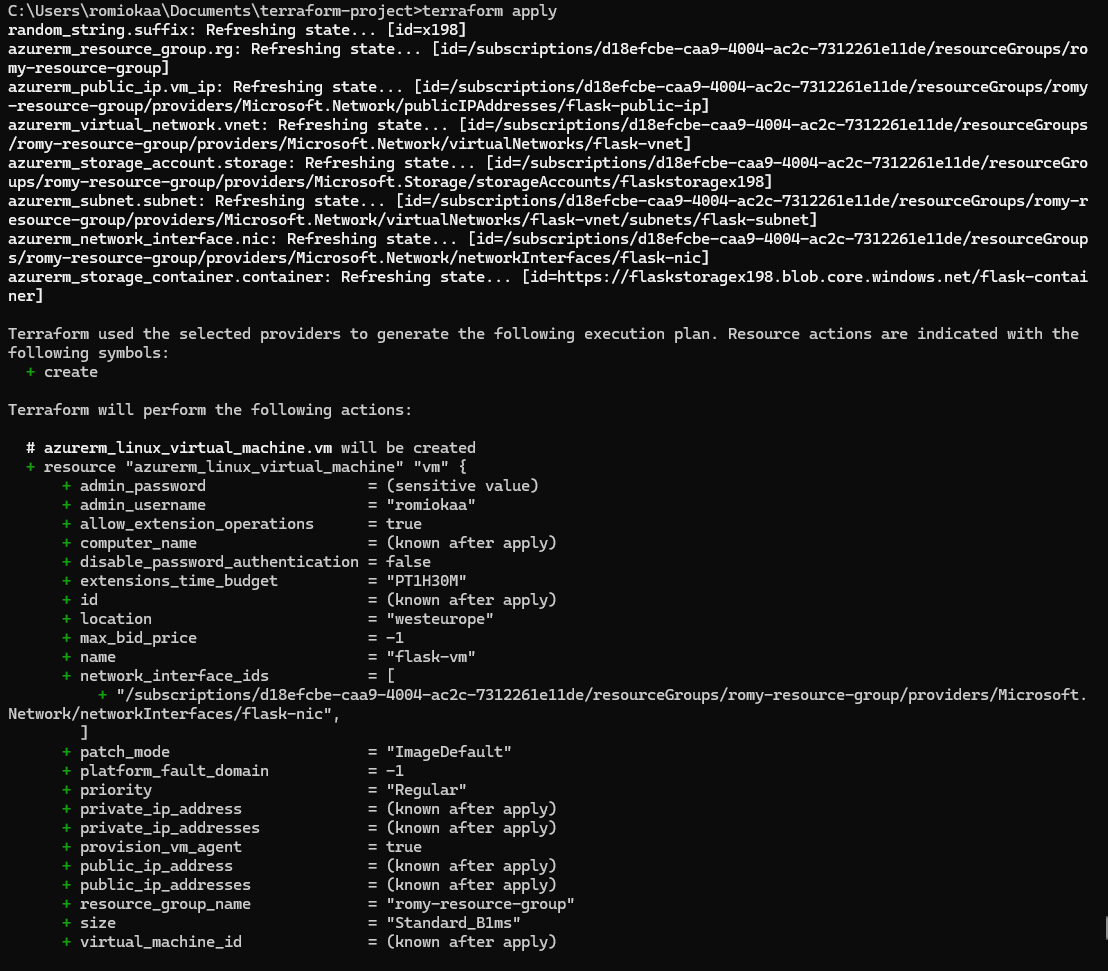 C:\Users\romiokaa\Documents\terraform-project>terraform apply
random_string.suffix: Refreshing state... [id=x198]
azurerm_resource_group.rg: Refreshing state... [id=/subscriptions/d18efcbe-caa9-4004-ac2c-7312261e11de/resourceGroups/ro
my-resource-group]
azurerm_public_ip.vm_ip: Refreshing state... [id=/subscriptions/d18efcbe-caa9-4004-ac2c-7312261e11de/resourceGroups/romy
-resource-group/providers/Microsoft.Network/publicIPAddresses/flask-public-ip]
azurerm_virtual_network.vnet: Refreshing state... [id=/subscriptions/d18efcbe-caa9-4004-ac2c-7312261e11de/resourceGroups
/romy-resource-group/providers/Microsoft.Network/virtualNetworks/flask-vnet]
azurerm_storage_account.storage: Refreshing state... [id=/subscriptions/d18efcbe-caa9-4004-ac2c-7312261e11de/resourceGro
ups/romy-resource-group/providers/Microsoft.Storage/storageAccounts/flaskstoragex198]
azurerm_subnet.subnet: Refreshing state... [id=/subscriptions/d18efcbe-caa9-4004-ac2c-7312261e11de/resourceGroups/romy-r
esource-group/providers/Microsoft.Network/virtualNetworks/flask-vnet/subnets/flask-subnet]
azurerm_network_interface.nic: Refreshing state... [id=/subscriptions/d18efcbe-caa9-4004-ac2c-7312261e11de/resourceGroup
s/romy-resource-group/providers/Microsoft.Network/networkInterfaces/flask-nic]
azurerm_storage_container.container: Refreshing state... [id=https://flaskstoragex198.blob.core.windows.net/flask-contai
ner]

Terraform used the selected providers to generate the following execution plan. Resource actions are indicated with the
following symbols:
  + create

Terraform will perform the following actions:

  # azurerm_linux_virtual_machine.vm will be created
  + resource "azurerm_linux_virtual_machine" "vm" {
      + admin_password                  = (sensitive value)
      + admin_username                  = "romiokaa"
      + allow_extension_operations      = true
      + computer_name                   = (known after apply)
      + disable_password_authentication = false
      + extensions_time_budget          = "PT1H30M"
      + id                              = (known after apply)
      + location                        = "westeurope"
      + max_bid_price                   = -1
      + name                            = "flask-vm"
      + network_interface_ids           = [
          + "/subscriptions/d18efcbe-caa9-4004-ac2c-7312261e11de/resourceGroups/romy-resource-group/providers/Microsoft.
Network/networkInterfaces/flask-nic",
        ]
      + patch_mode                      = "ImageDefault"
      + platform_fault_domain           = -1
      + priority                        = "Regular"
      + private_ip_address              = (known after apply)
      + private_ip_addresses            = (known after apply)
      + provision_vm_agent              = true
      + public_ip_address               = (known after apply)
      + public_ip_addresses             = (known after apply)
      + resource_group_name             = "romy-resource-group"
      + size                            = "Standard_B1ms"
      + virtual_machine_id              = (known after apply)